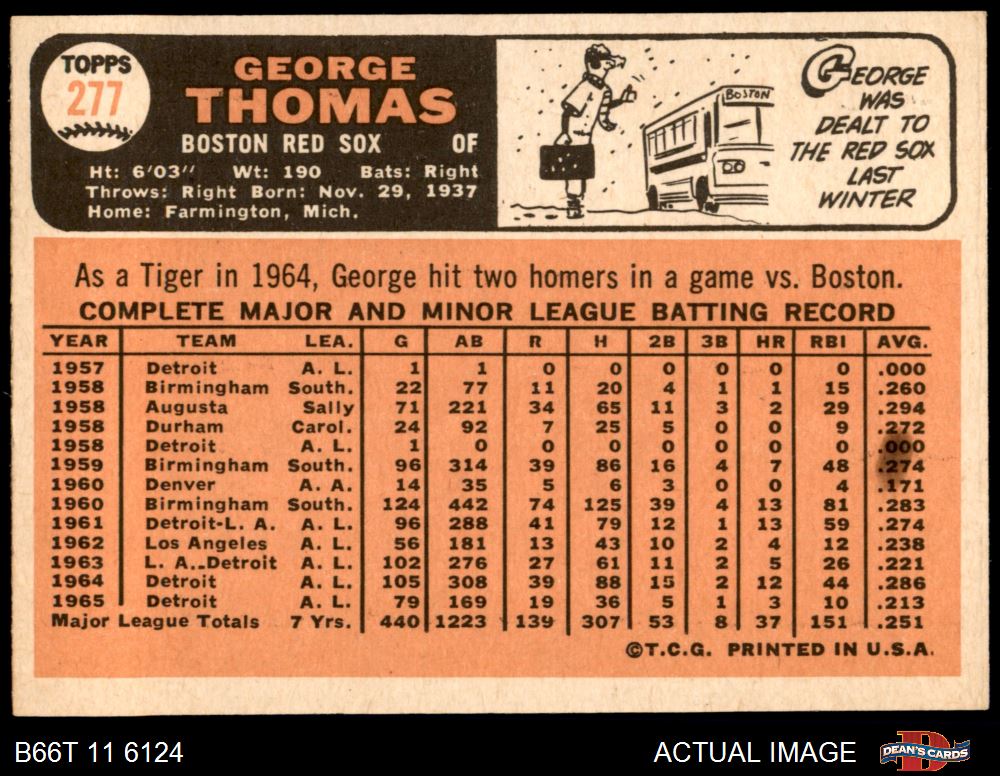 TOPPS
277
GEORGE
THOMAS
BOSTON RED SOX OF
Ht: 6'03" Wt: 190 Bats: Right
Throws: Right Born: Nov. 29, 1937
Home: Farmington, Mich.
BOSTON
GEORGE
WAS
DEALT TO
THE RED SOX
LAST
WINTER
As a Tiger in 1964, George hit two homers in a game vs. Boston.
COMPLETE MAJOR AND MINOR LEAGUE BATTING RECORD
YEAR TEAM LEA. G AB R H 2B 3B HR RBI AVG.
1957 Detroit A. L. 1 1 0 0 0 0 0 0 .000
1958 Birmingham South. 22 77 11 20 4 1 1 15 .260
1958 Augusta Sally 71 221 34 65 11 3 2 29 .294
1958 Durham Carol. 24 92 7 25 5 0 0 9 .272
1958 Detroit A. L. 1 0 0 0 0 0 0 0 .000
1959 Birmingham South. 96 314 39 86 16 4 7 48 .274
1960 Denver A. A. 14 35 5 6 3 0 0 4 .171
1960 Birmingham South. 124 442 74 125 39 4 13 81 .283
1961 Detroit-L. A. A. L. 96 288 41 79 12 1 13 59 .274
1962 Los Angeles A. L. 56 181 13 43 10 2 4 12 .238
1963 L. A.-Detroit A. L. 102 276 27 61 11 2 5 26 .221
1964 Detroit A. L. 105 308 39 88 15 2 12 44 .286
1965 Detroit A. L. 79 169 19 36 5 1 3 10 .213
Major League Totals 7 Yrs. 440 1223 139 307 53 8 37 151 .251
©T.C.G. PRINTED IN U.S.A.
B66T 11 6124
ACTUAL IMAGE
DEAN'S CARDS